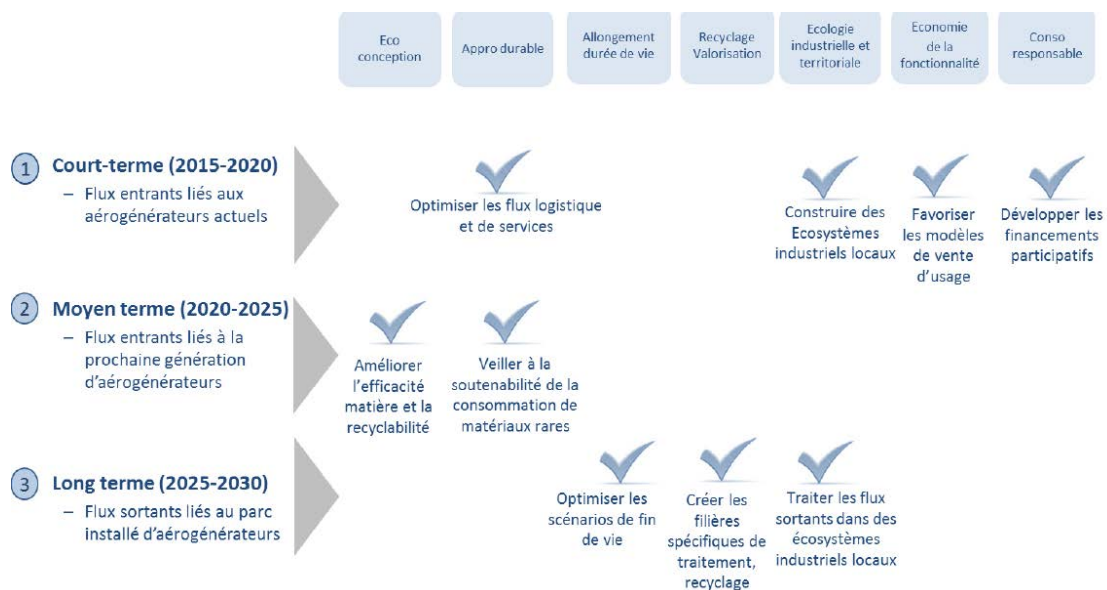 Eco
conception
Appro durable
Allongement
durée de vie
Recyclage
Valorisation
Ecologie
industrielle et
territoriale
Economie
de la
fonctionnalité
Conso
responsable
1
Court-terme (2015-2020)
– Flux entrants liés aux
aérogénérateurs actuels
Optimiser les flux logistique
et de services
Construire des
Ecosystèmes
industriels locaux
Favoriser
les modèles
de vente
d'usage
Développer les
financements
participatifs
2
Moyen terme (2020-2025)
– Flux entrants liés à la
prochaine génération
d'aérogénérateurs
Améliorer
l'efficacité
matière et la
recyclabilité
Veiller à la
soutenabilité de la
consommation de
matériaux rares
3
Long terme (2025-2030)
– Flux sortants liés au parc
installé d'aérogénérateurs
Optimiser les
scénarios de fin
de vie
Créer les
filières
spécifiques de
traitement,
recyclage
Traiter les flux
sortants dans des
écosystèmes
industriels locaux